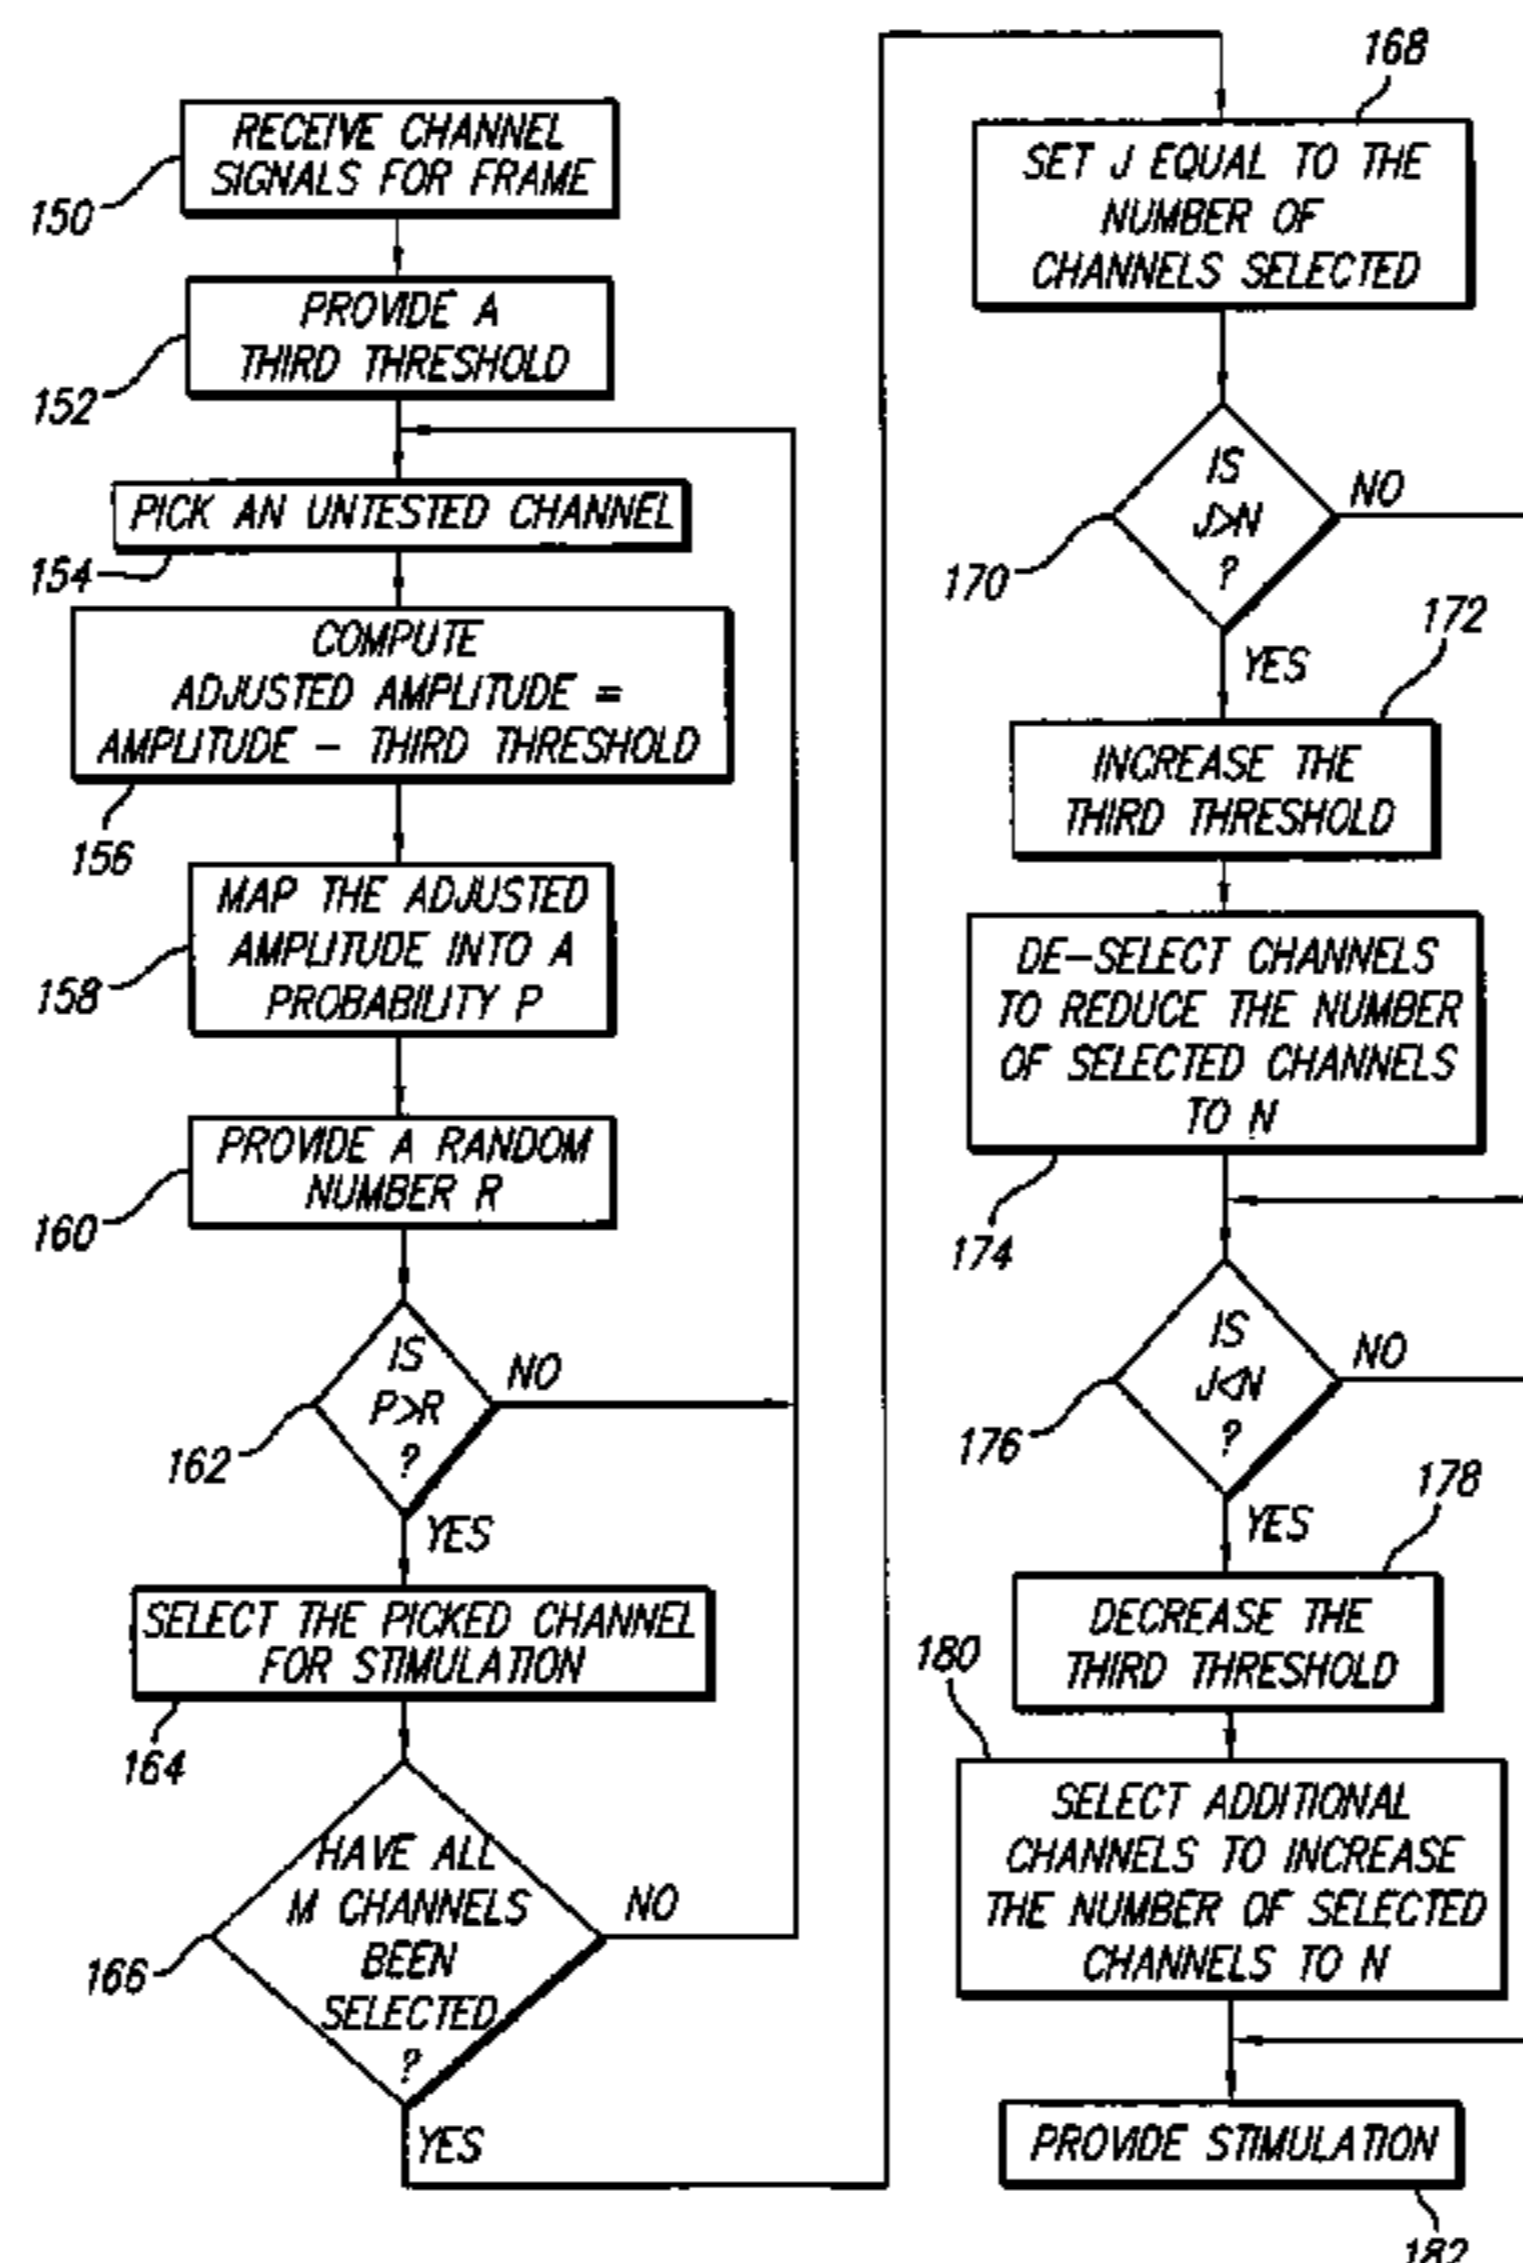 RECEIVE CHANNEL
SIGNALS FOR FRAME
150
PROVIDE A
THIRD THRESHOLD
152
PICK AN UNTESTED CHANNEL
154
COMPUTE
ADJUSTED AMPLITUDE =
AMPLITUDE - THIRD THRESHOLD
156
MAP THE ADJUSTED
AMPLITUDE INTO A
PROBABILITY P
158
PROVIDE A RANDOM
NUMBER R
160
IS
P>R
?
NO
162
YES
SELECT THE PICKED CHANNEL
FOR STIMULATION
164
HAVE ALL
M CHANNELS
BEEN
SELECTED
?
NO
166
YES
168
SET J EQUAL TO THE
NUMBER OF
CHANNELS SELECTED
IS
J>N
?
NO
170
YES
172
INCREASE THE
THIRD THRESHOLD
DE-SELECT CHANNELS
TO REDUCE THE NUMBER
OF SELECTED CHANNELS
TO N
174
IS
J<N
?
NO
176
YES
178
DECREASE THE
THIRD THRESHOLD
180
SELECT ADDITIONAL
CHANNELS TO INCREASE
THE NUMBER OF SELECTED
CHANNELS TO N
PROVIDE STIMULATION
182